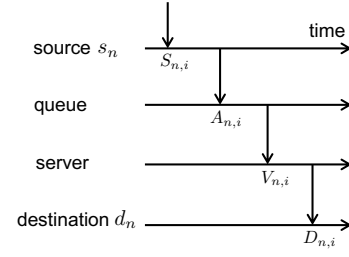 time
source $s_n$
$S_{n,i}$
queue
$A_{n,i}$
server
$V_{n,i}$
destination $d_n$
$D_{n,i}$